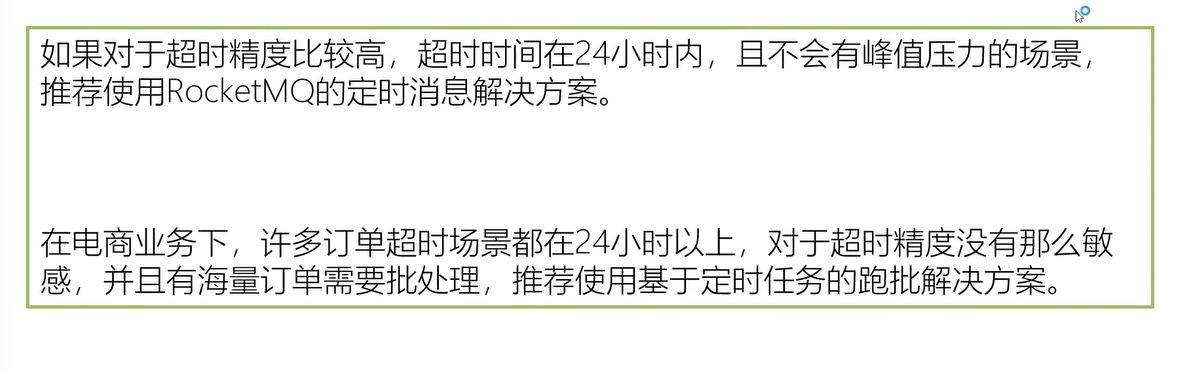 如果对于超时精度比较高，超时时间在24小时内，且不会有峰值压力的场景，
推荐使用RocketMQ的定时消息解决方案。
在电商业务下，许多订单超时场景都在24小时以上，对于超时精度没有那么敏
感，并且有海量订单需要批处理，推荐使用基于定时任务的跑批解决方案。